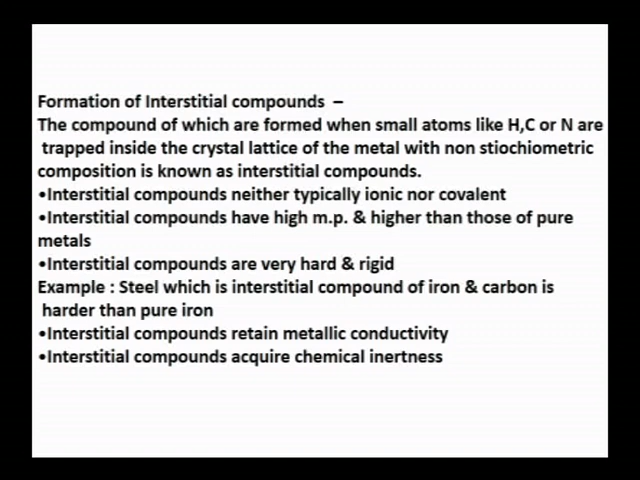 Formation of Interstitial compounds –
The compound of which are formed when small atoms like H,C or N are
trapped inside the crystal lattice of the metal with non stiochiometric
composition is known as interstitial compounds.
•Interstitial compounds neither typically ionic nor covalent
•Interstitial compounds have high m.p. & higher than those of pure
metals
•Interstitial compounds are very hard & rigid
Example : Steel which is interstitial compound of iron & carbon is
harder than pure iron
•Interstitial compounds retain metallic conductivity
•Interstitial compounds acquire chemical inertness